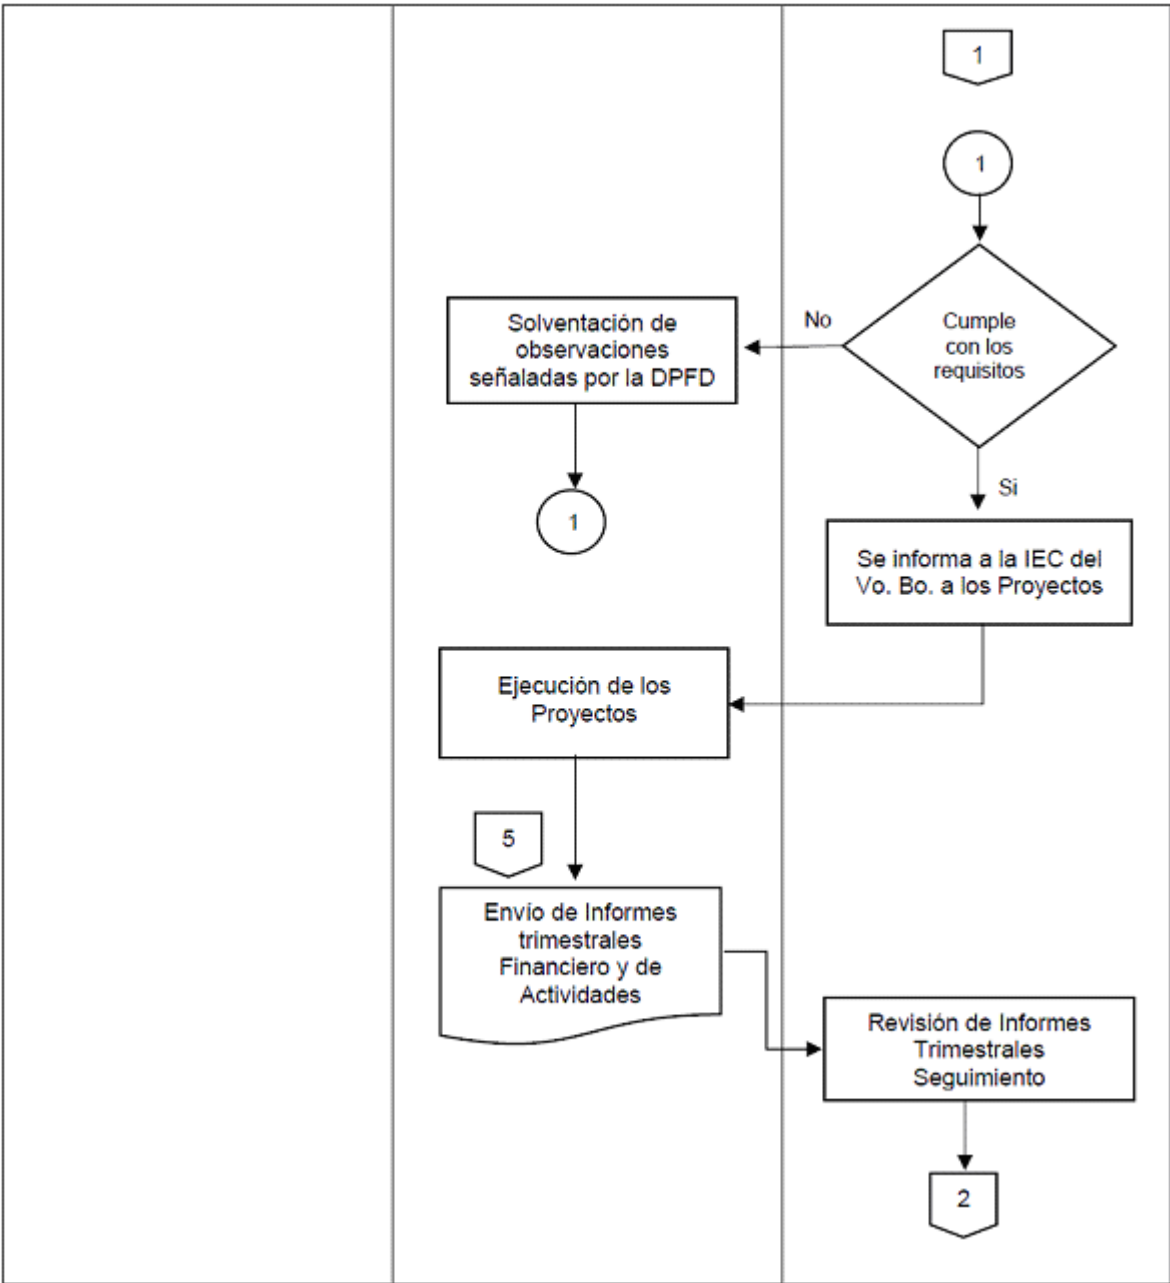 1
1
Cumple
con los
requisitos
No
Solventación de
observaciones
señaladas por la DPFD
1
Si
Se informa a la IEC del
Vo. Bo. a los Proyectos
Ejecución de los
Proyectos
5
Envío de Informes
trimestrales
Financiero y de
Actividades
Revisión de Informes
Trimestrales
Seguimiento
2